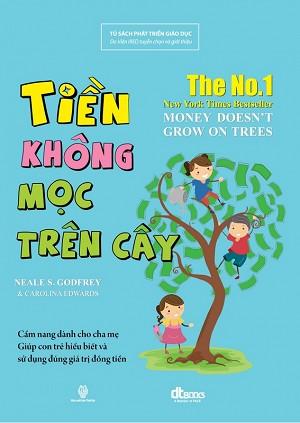 TỦ SÁCH PHÁT TRIỂN GIÁO DỤC
Do Viện IRED tuyển chọn và giới thiệu
The No.1
New York Times Bestseller
MONEY DOESN'T
GROW ON TREES
TIỀN
KHÔNG
MỌC
TRÊN CÂY
NEALE S. GODFREY
& CAROLINA EDWARDS
Cẩm nang dành cho cha mẹ
Giúp con trẻ hiểu biết và
sử dụng đúng giá trị đồng tiền
dtBOOKS